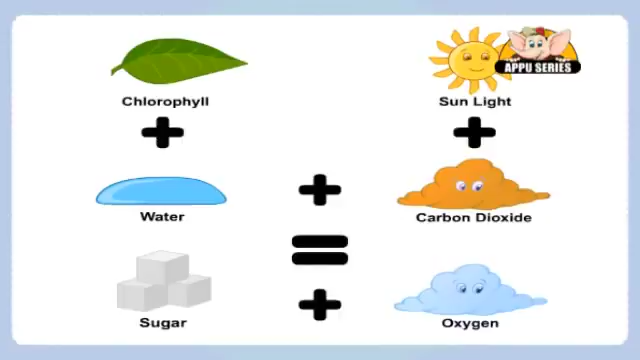 APPU SERIES
Chlorophyll
Sun Light
Water
Carbon Dioxide
Sugar
Oxygen